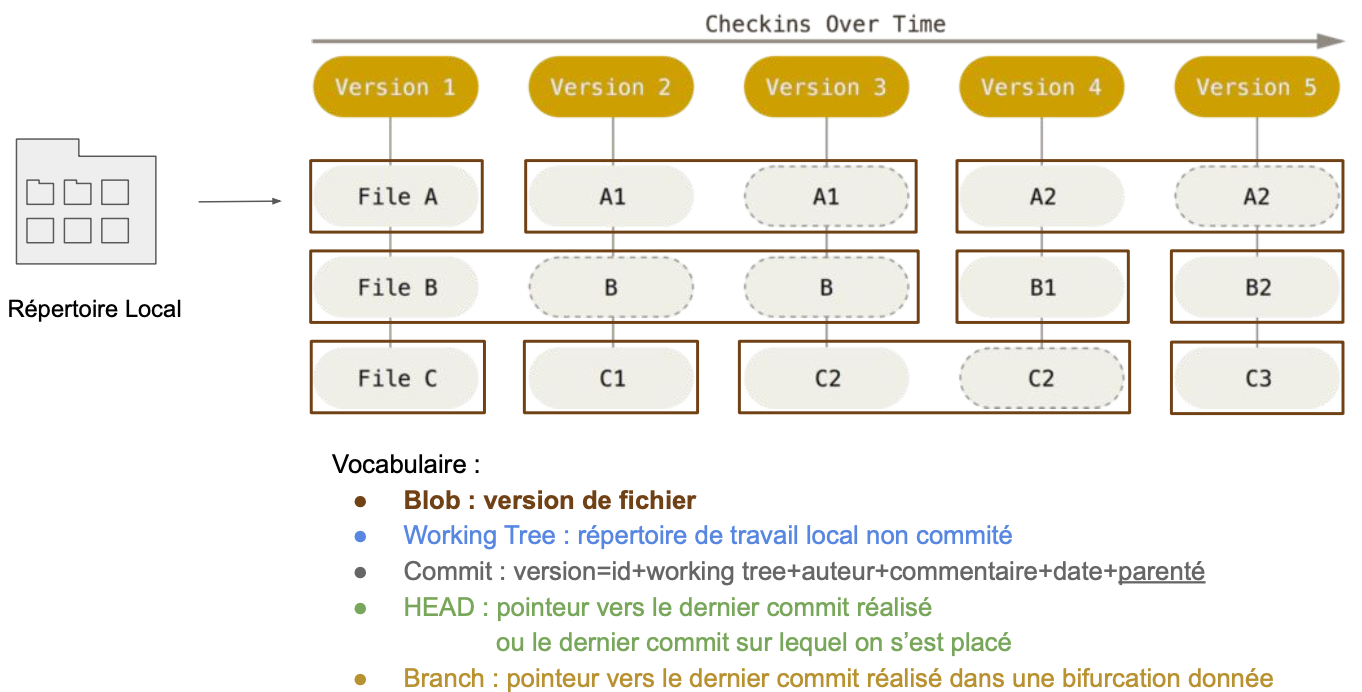 Checkins Over Time
Version 1 Version 2 Version 3 Version 4 Version 5
File A A1 A1 A2 A2
File B B B B1 B2
Répertoire Local
File C C1 C2 C2 C3
Vocabulaire :
● Blob : version de fichier
● Working Tree : répertoire de travail local non commité
● Commit : version=id+working tree+auteur+commentaire+date+parenté
● HEAD : pointeur vers le dernier commit réalisé
ou le dernier commit sur lequel on s’est placé
● Branch : pointeur vers le dernier commit réalisé dans une bifurcation donnée